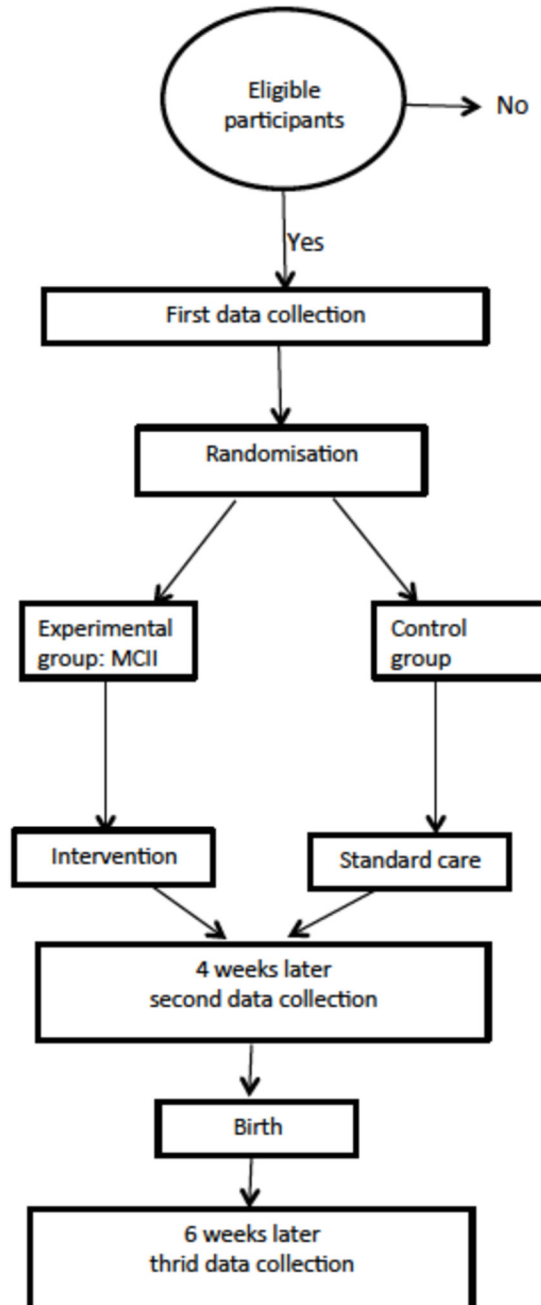 Eligible
participants
No
Yes
First data collection
Randomisation
Experimental
group: MCII
Control
group
Intervention
Standard care
4 weeks later
second data collection
Birth
6 weeks later
thrid data collection